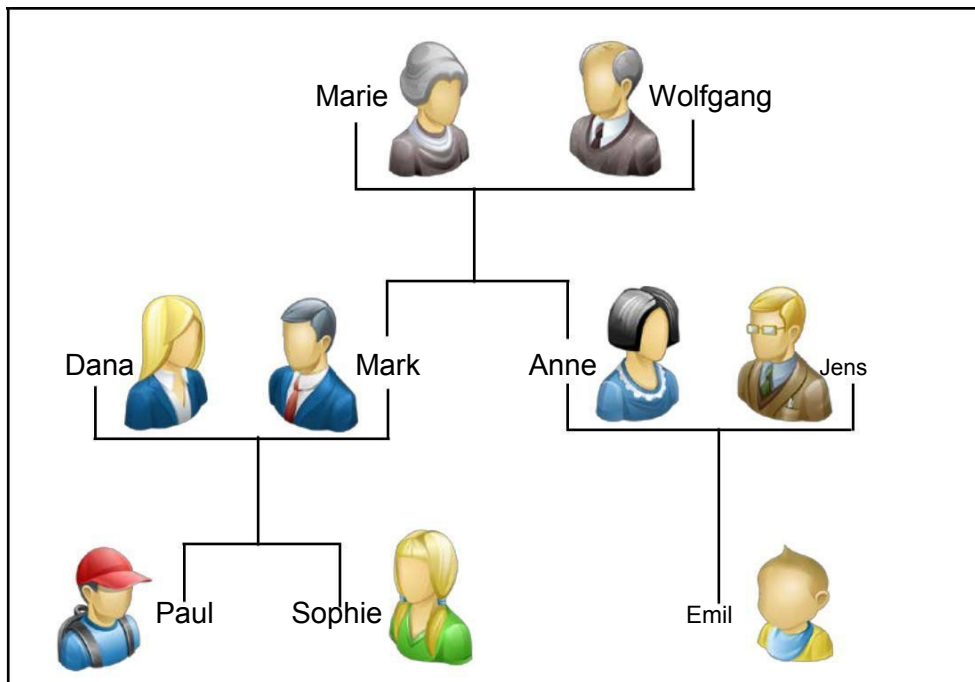 Marie
Wolfgang
Dana
Mark
Anne
Jens
Paul
Sophie
Emil